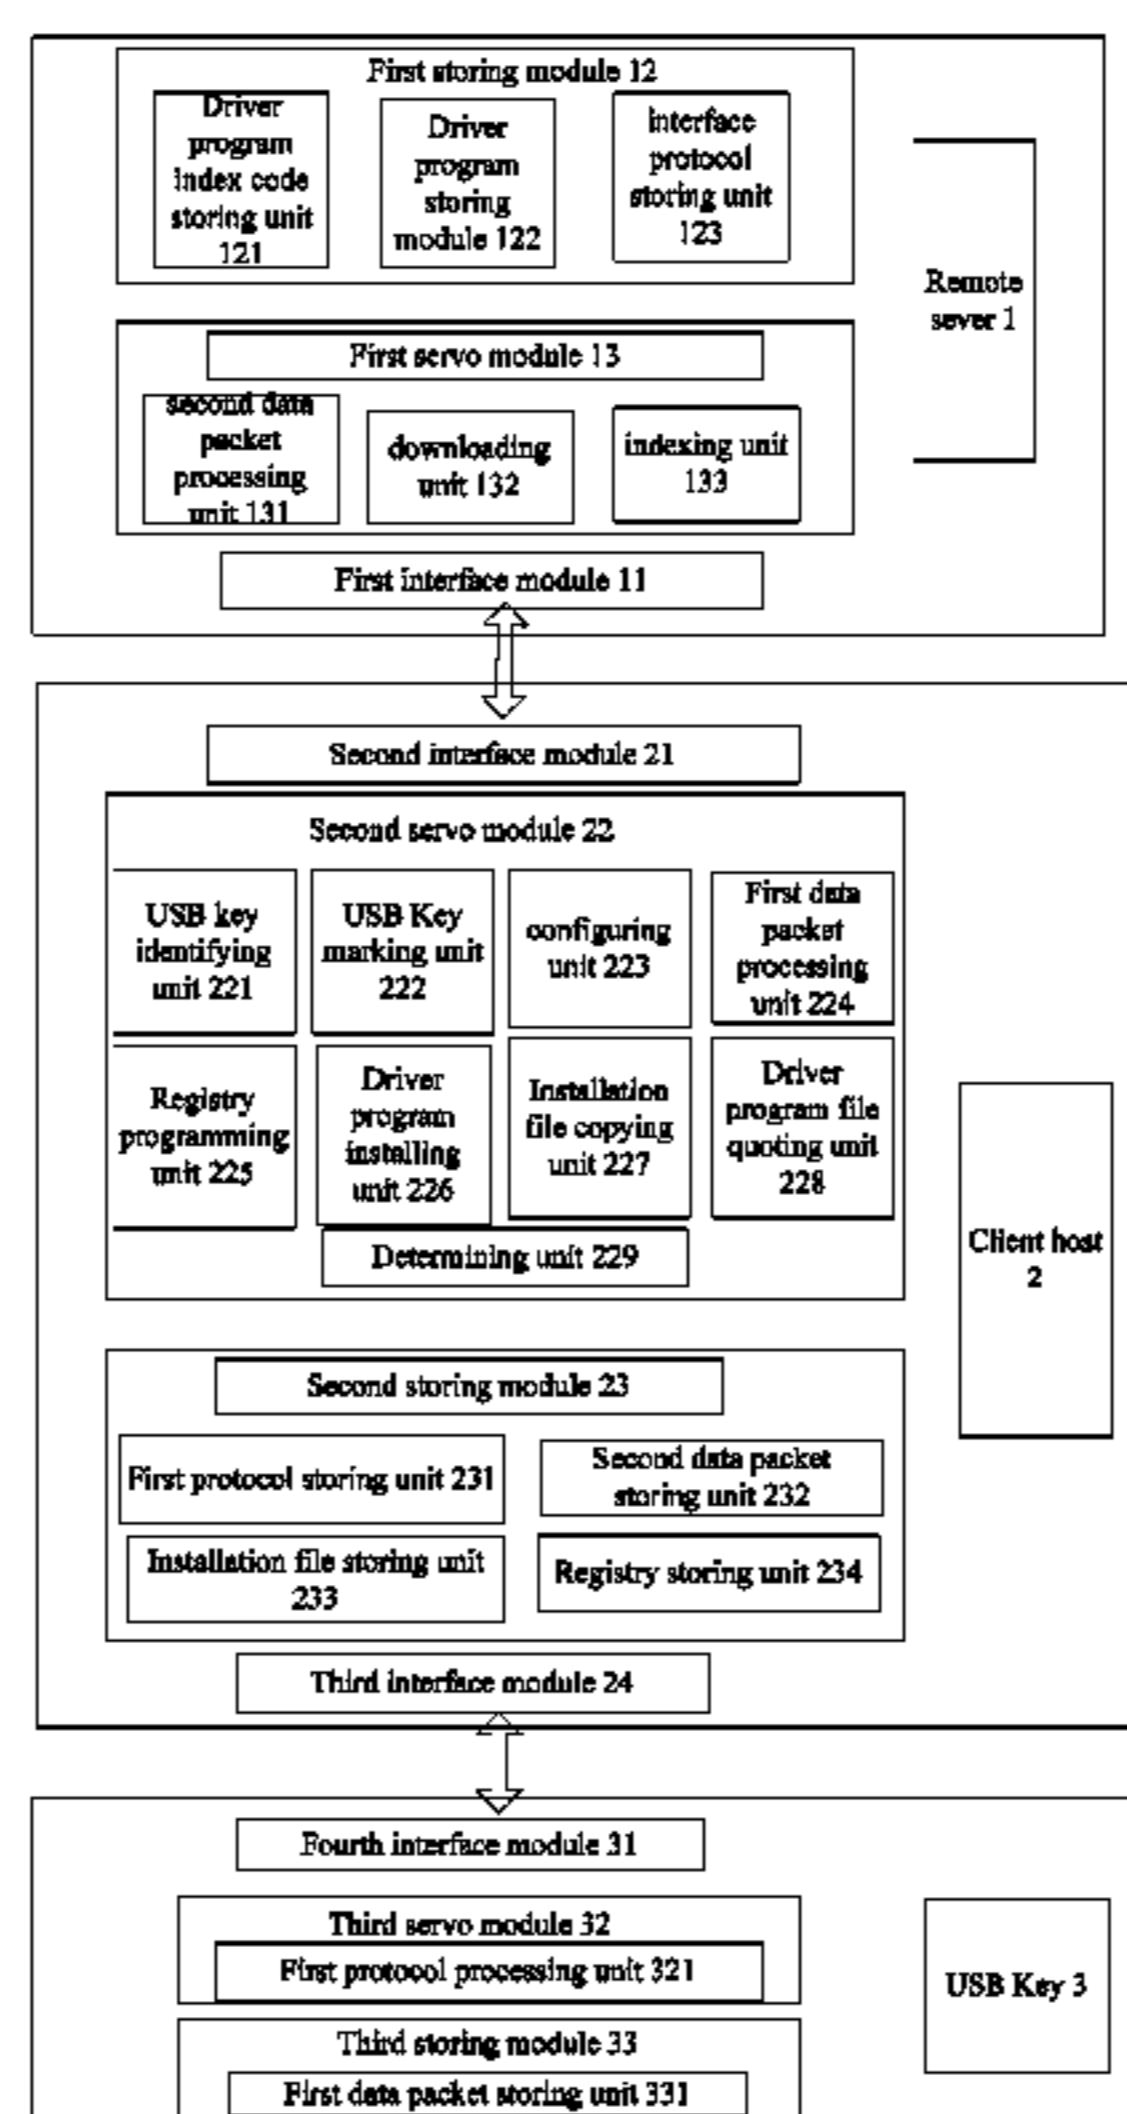 First storing module 12
Driver
program
index code
storing unit
121
Driver
program
storing
module 122
interface
protocol
storing unit
123
Remote
sever 1
First servo module 13
second data
packet
processing
unit 131
downloading
unit 132
indexing unit
133
First interface module 11
Second interface module 21
Second servo module 22
USB key
identifying
unit 221
USB Key
marking unit
222
configuring
unit 223
First data
packet
processing
unit 224
Registry
programming
unit 225
Driver
program
installing
unit 226
Installation
file copying
unit 227
Driver
program file
quoting unit
228
Determining unit 229
Client host
2
Second storing module 23
First protocol storing unit 231
Second data packet
storing unit 232
Installation file storing unit
233
Registry storing unit 234
Third interface module 24
Fourth interface module 31
Third servo module 32
First protocol processing unit 321
USB Key 3
Third storing module 33
First data packet storing unit 331